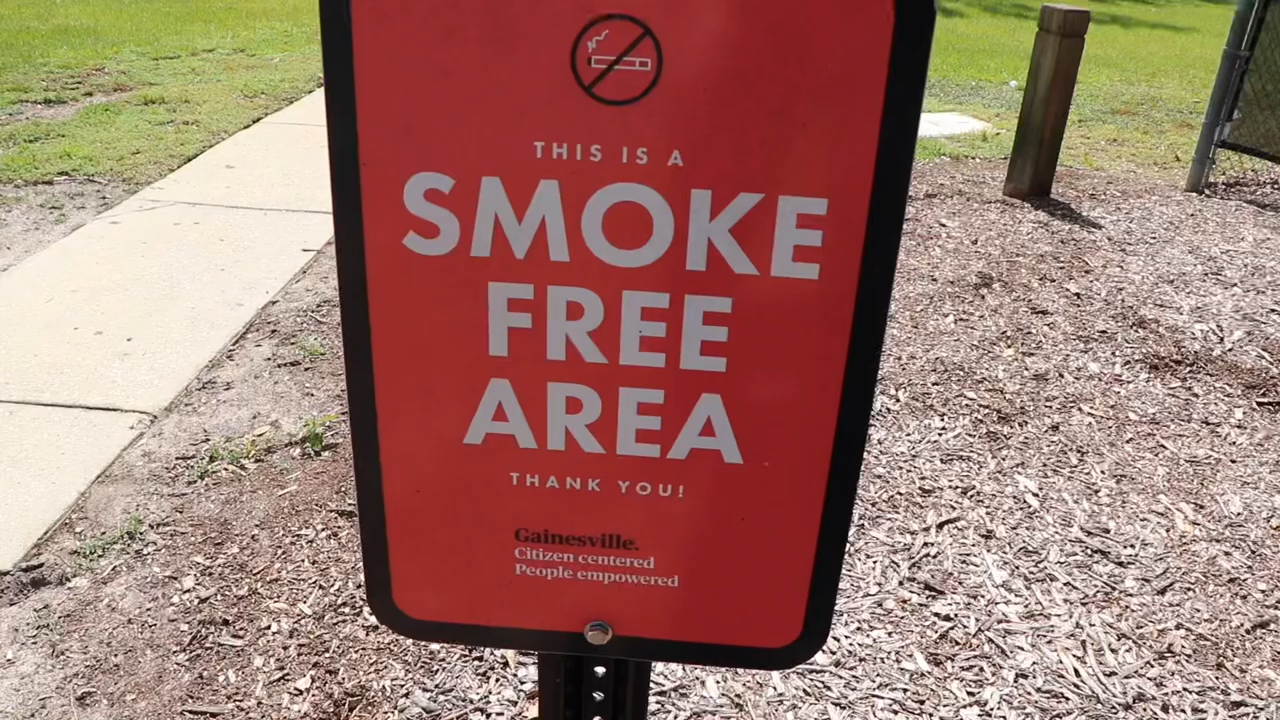 THIS IS A
SMOKE
FREE
AREA
THANK YOU!
Gainesville.
Citizen centered
People empowered